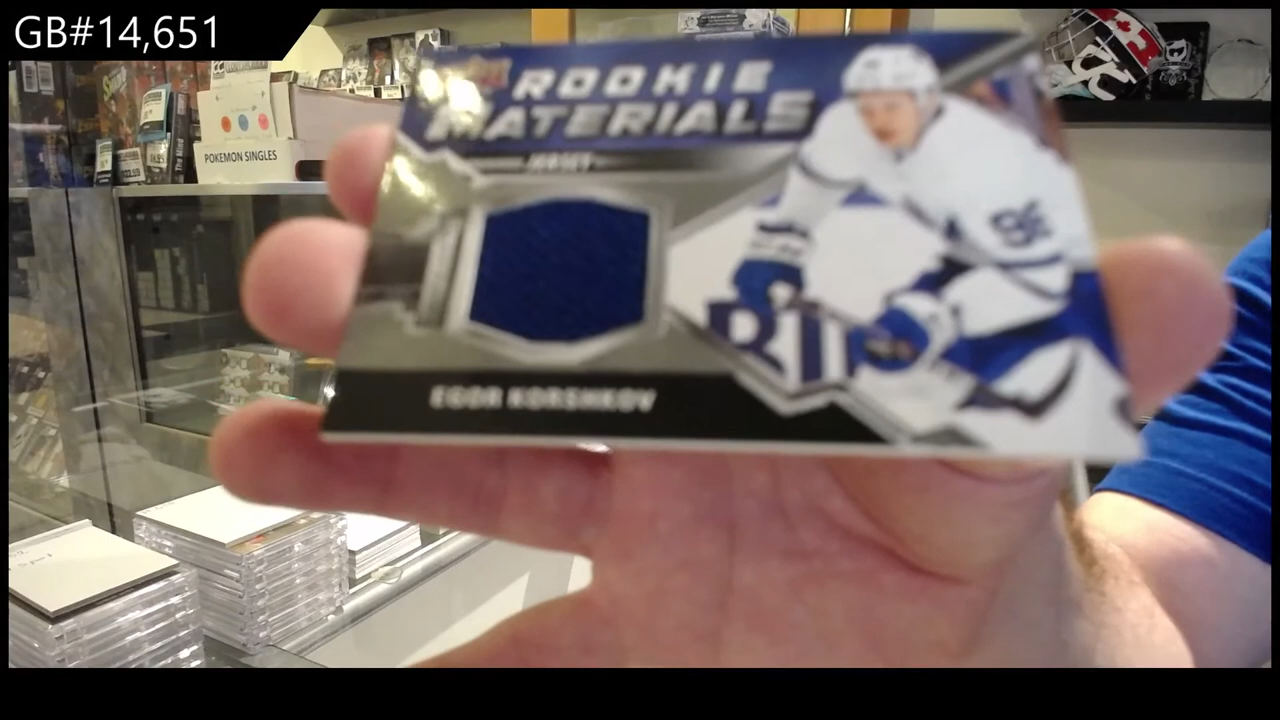 GB#14,651
POKEMON SINGLES
ROOKIE
MATERIALS
JERSEY
EGOR KORSHKOV